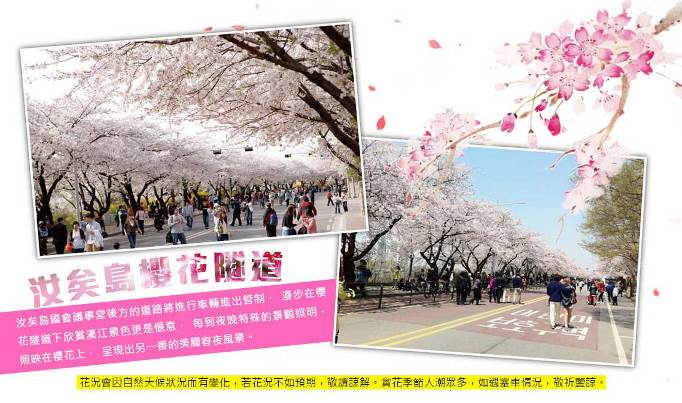 汝矣島櫻花隧道
汝矣島國會議事堂後方的道路將進行車輛進出管制， 漫步在櫻
花隧道下欣賞漢江景色更是愜意， 每到夜晚特殊的景觀照明，
照映在櫻花上， 呈現出另一番的美麗春夜風景。
花況會因自然天候狀況而有變化，若花況不如預期，敬請諒解。賞花季節人潮眾多，如遇塞車情況，敬祈鑒諒。